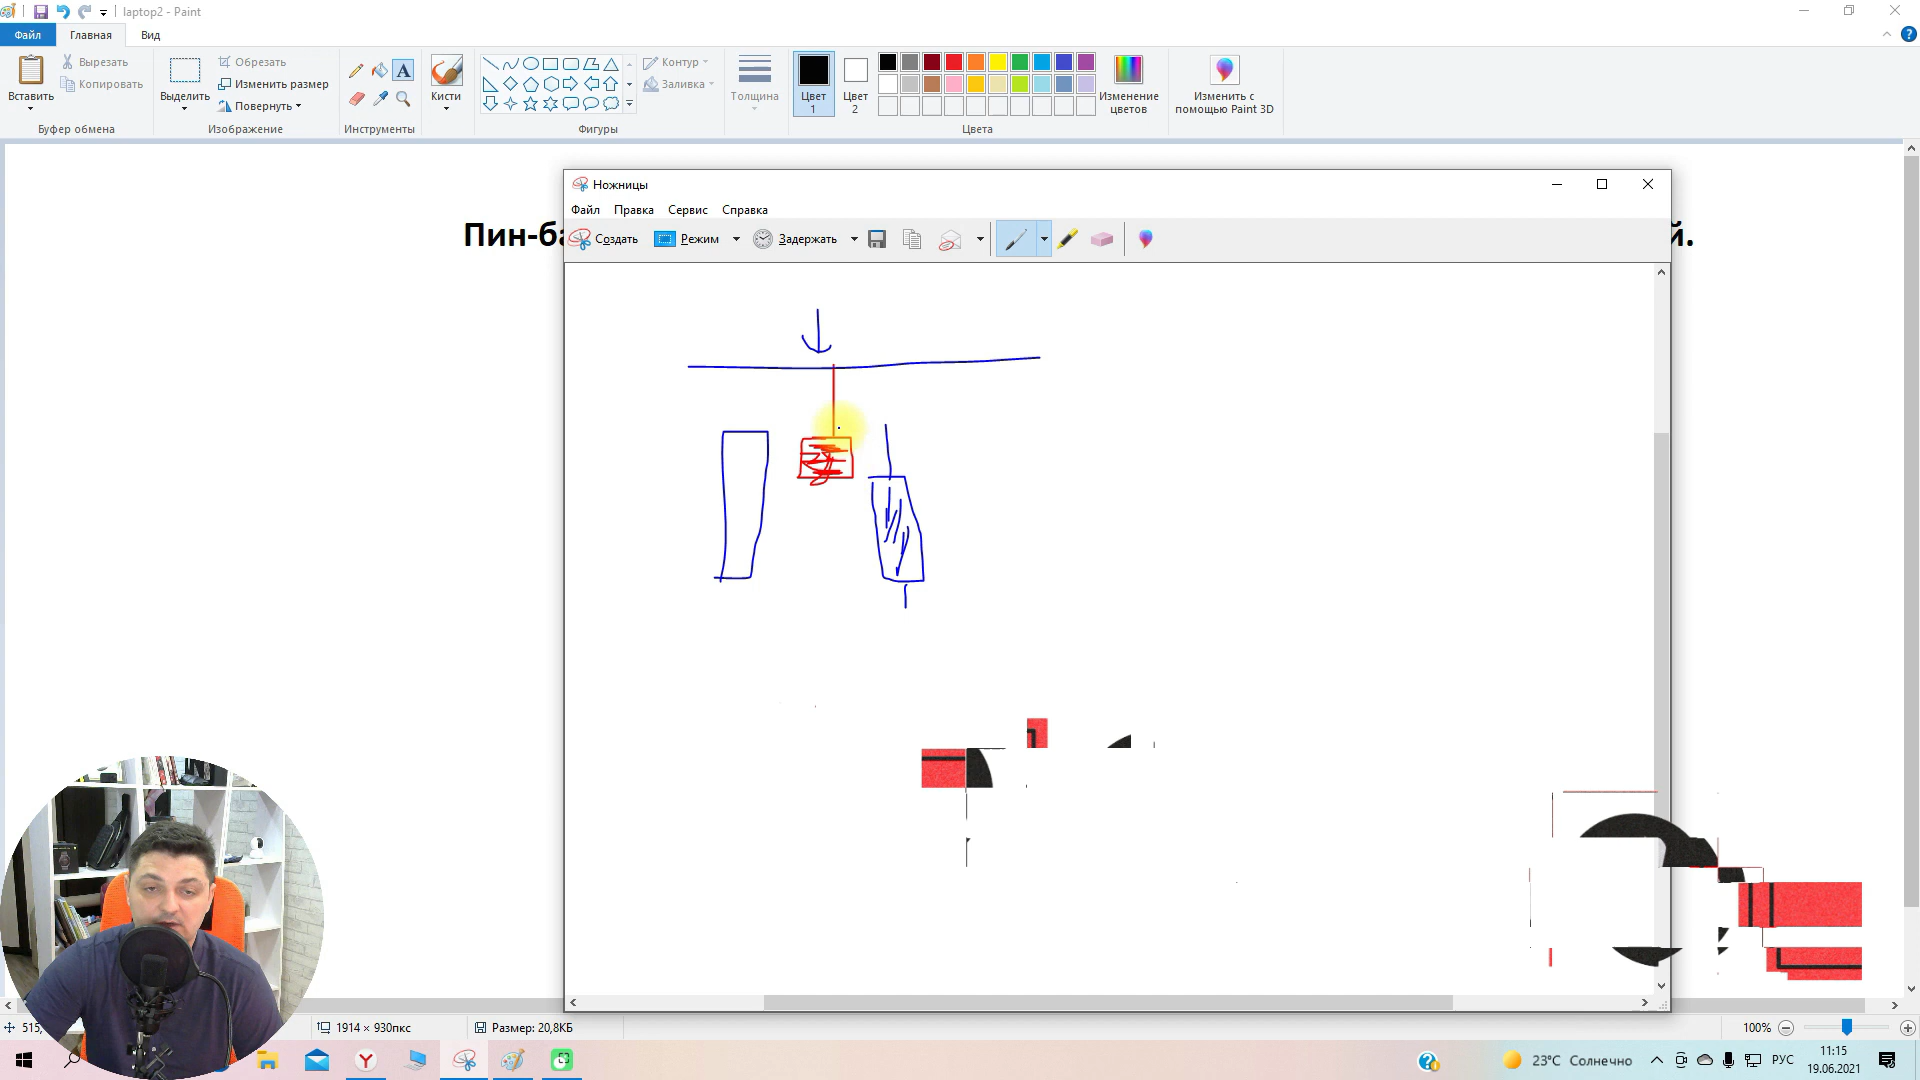 laptop2 - Paint
Файл
Главная
Вид
Вставить
Вырезать
Копировать
Буфер обмена
Выделить
Обрезать
Изменить размер
Повернуть
Изображение
A
Инструменты
Кисти
Контур
Заливка
Фигуры
Толщина
Цвет
1
Цвет
2
Изменение
цветов
Цвета
Изменить с
помощью Paint 3D
Ножницы
Файл Правка Сервис Справка
Создать Режим Задержать
Пин-ба
й.
1914 × 930пкс
Размер: 20,8КБ
100%
23°C Солнечно
РУС
11:15
19.06.2021